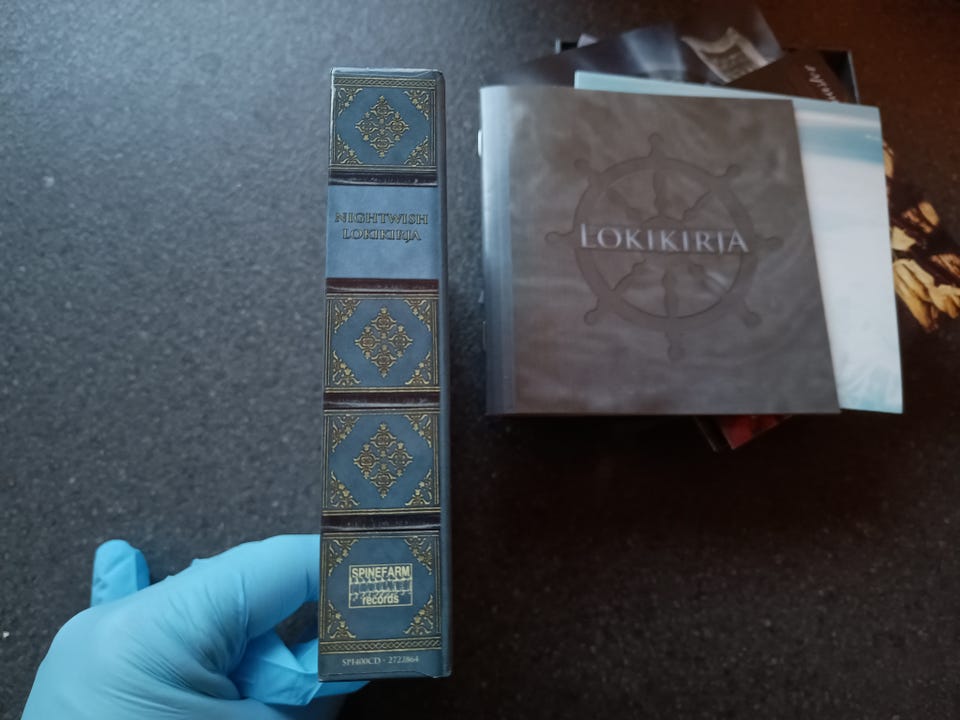 NIGHTWISH
LOKIKIRJA
SPINEFARM
records
SPI400CD - 2722864
LOKIKIRJA